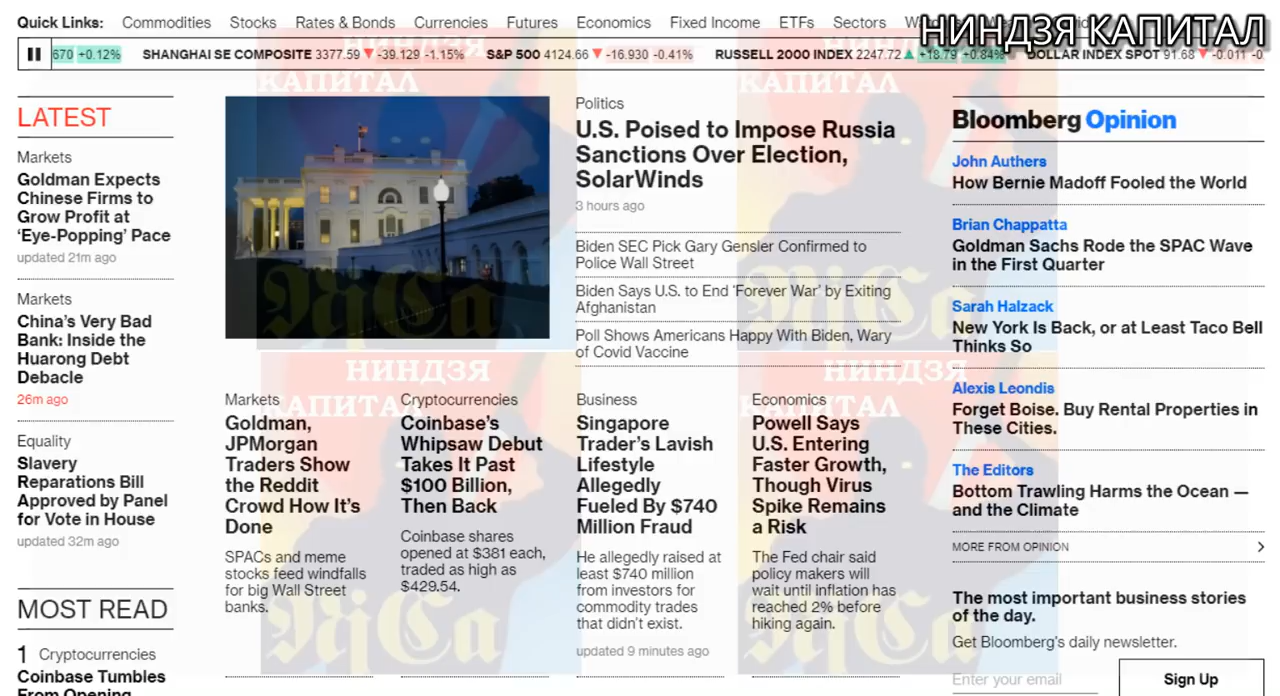 Quick Links: Commodities Stocks Rates & Bonds Currencies Futures Economics Fixed Income ETFs Sectors
НИНДЗЯ КАПИТАЛ
670 +0.12% SHANGHAI SE COMPOSITE 3377.59 ▼ -39.129 -1.15% S&P 500 4124.66 ▼ -16.930 -0.41% RUSSELL 2000 INDEX 2247.72 ▲ +18.79 +0.84% DOLLAR INDEX SPOT 91.68 ▼ -0.011
LATEST
Markets
Goldman Expects
Chinese Firms to
Grow Profit at
‘Eye-Popping’ Pace
updated 21m ago
Markets
China’s Very Bad
Bank: Inside the
Huarong Debt
Debacle
26m ago
Equality
Slavery
Reparations Bill
Approved by Panel
for Vote in House
updated 32m ago
MOST READ
1 Cryptocurrencies
Coinbase Tumbles
From Opening
Politics
U.S. Poised to Impose Russia
Sanctions Over Election,
SolarWinds
3 hours ago
Biden SEC Pick Gary Gensler Confirmed to
Police Wall Street
Biden Says U.S. to End ‘Forever War’ by Exiting
Afghanistan
Poll Shows Americans Happy With Biden, Wary
of Covid Vaccine
Markets
Goldman,
JPMorgan
Traders Show
the Reddit
Crowd How It’s
Done
SPACs and meme
stocks feed windfalls
for big Wall Street
banks.
Cryptocurrencies
Coinbase’s
Whipsaw Debut
Takes It Past
$100 Billion,
Then Back
Coinbase shares
opened at $381 each,
traded as high as
$429.54.
Business
Singapore
Trader’s Lavish
Lifestyle
Allegedly
Fueled By $740
Million Fraud
He allegedly raised at
least $740 million
from investors for
commodity trades
that didn’t exist.
updated 9 minutes ago
Economics
Powell Says
U.S. Entering
Faster Growth,
Though Virus
Spike Remains
a Risk
The Fed chair said
policy makers will
wait until inflation has
reached 2% before
hiking again.
Bloomberg Opinion
John Authers
How Bernie Madoff Fooled the World
Brian Chappatta
Goldman Sachs Rode the SPAC Wave
in the First Quarter
Sarah Halzack
New York Is Back, or at Least Taco Bell
Thinks So
Alexis Leondis
Forget Boise. Buy Rental Properties in
These Cities.
The Editors
Bottom Trawling Harms the Ocean —
and the Climate
MORE FROM OPINION
The most important business stories
of the day.
Get Bloomberg’s daily newsletter.
Enter your email
Sign Up
НИНДЗЯ
КАПИТАЛ
NjCa
НИНДЗЯ
КАПИТАЛ
NjCa
НИНДЗЯ
КАПИТАЛ
NjCa
НИНДЗЯ
КАПИТАЛ
NjCa